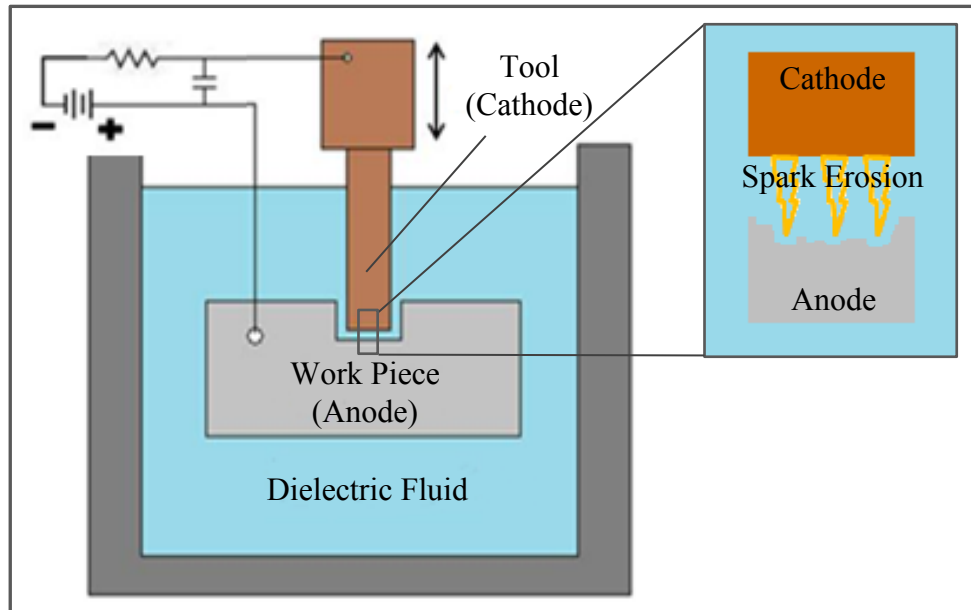 Tool
(Cathode)
− +
Work Piece
(Anode)
Dielectric Fluid
Cathode
Spark Erosion
Anode